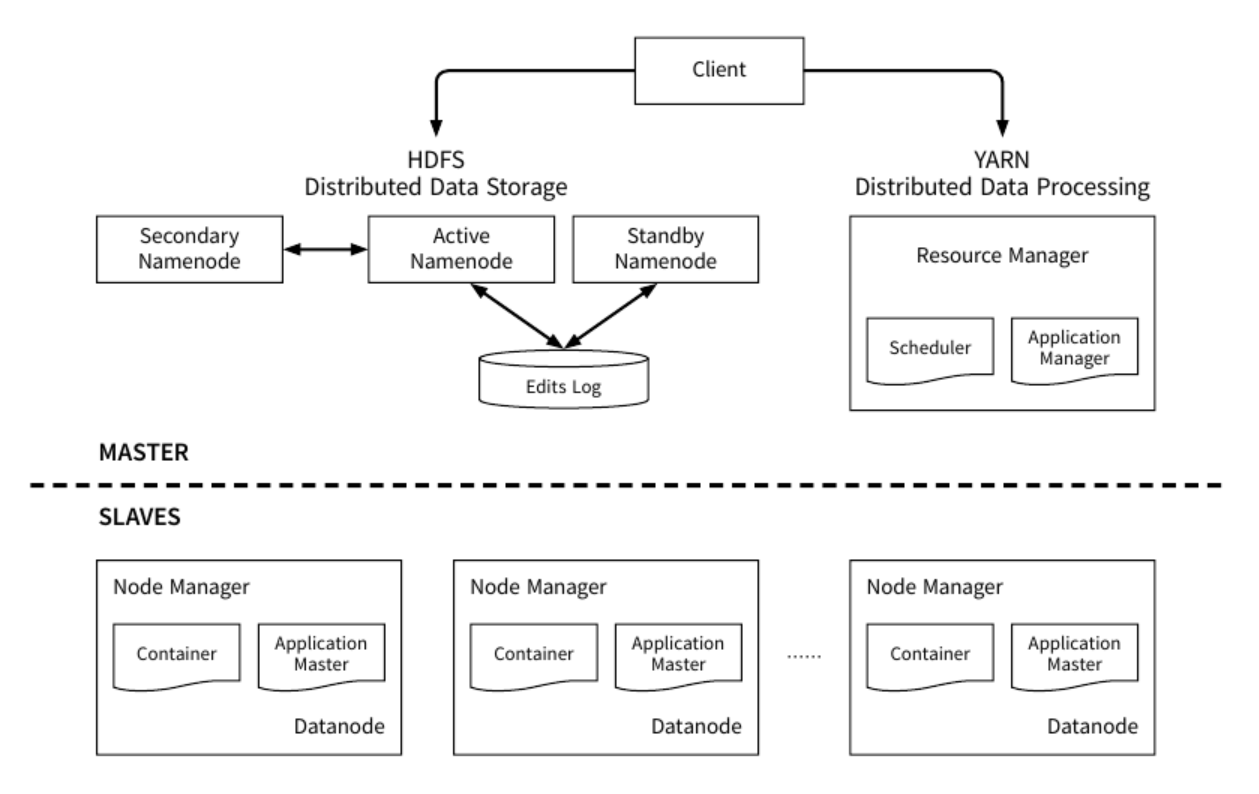 Client
HDFS
Distributed Data Storage
YARN
Distributed Data Processing
Secondary
Namenode
Active
Namenode
Standby
Namenode
Edits Log
Resource Manager
Scheduler
Application
Manager
MASTER
SLAVES
Node Manager
Container
Application
Master
Datanode
Node Manager
Container
Application
Master
Datanode
......
Node Manager
Container
Application
Master
Datanode